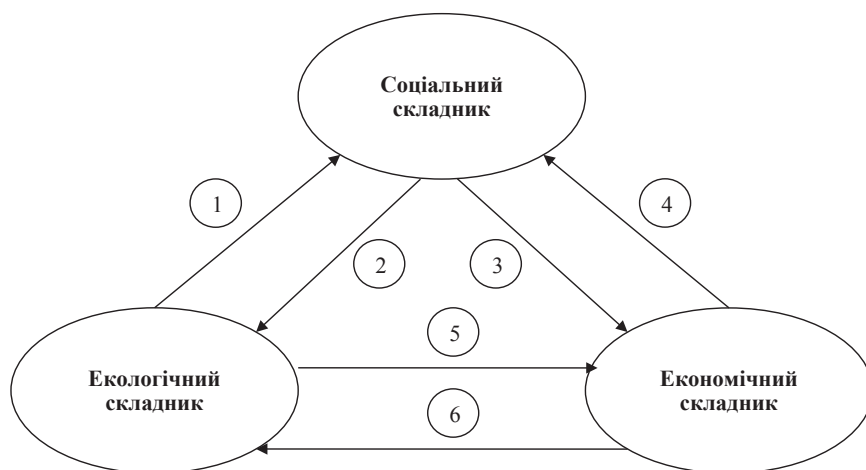 Соціальний
складник
1
4
2
3
5
Екологічний
складник
Економічний
складник
6